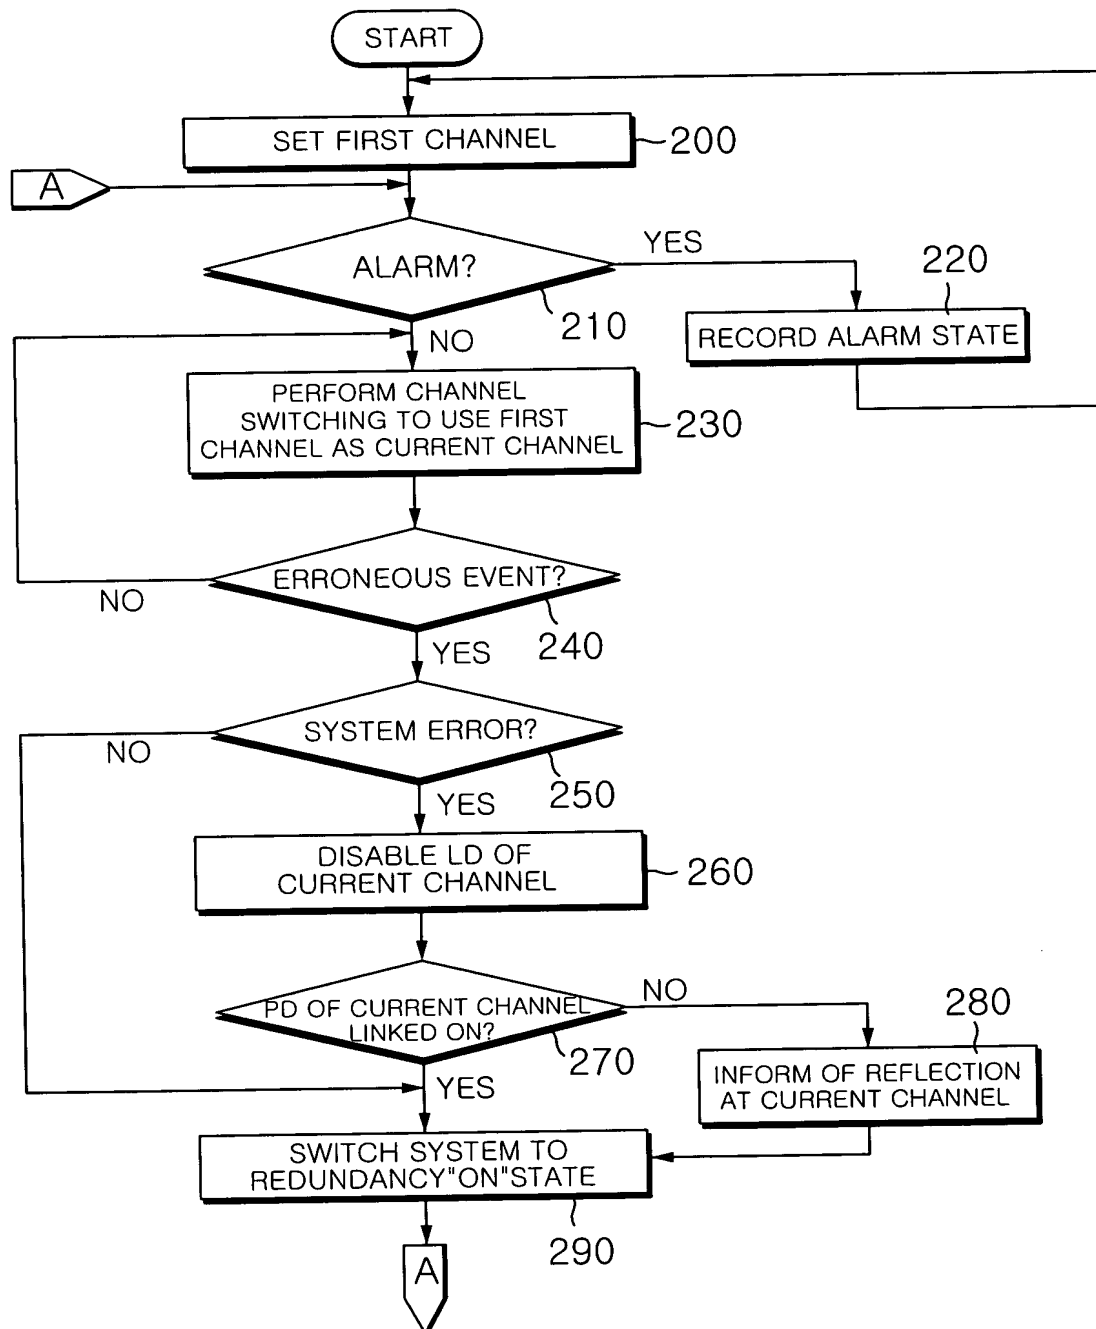 START
SET FIRST CHANNEL
200
A
ALARM?
YES
210
220
RECORD ALARM STATE
NO
PERFORM CHANNEL
SWITCHING TO USE FIRST
CHANNEL AS CURRENT CHANNEL
230
ERRONEOUS EVENT?
NO
240
YES
SYSTEM ERROR?
NO
250
YES
DISABLE LD OF
CURRENT CHANNEL
260
PD OF CURRENT CHANNEL
LINKED ON?
NO
270
280
INFORM OF REFLECTION
AT CURRENT CHANNEL
YES
SWITCH SYSTEM TO
REDUNDANCY"ON"STATE
290
A